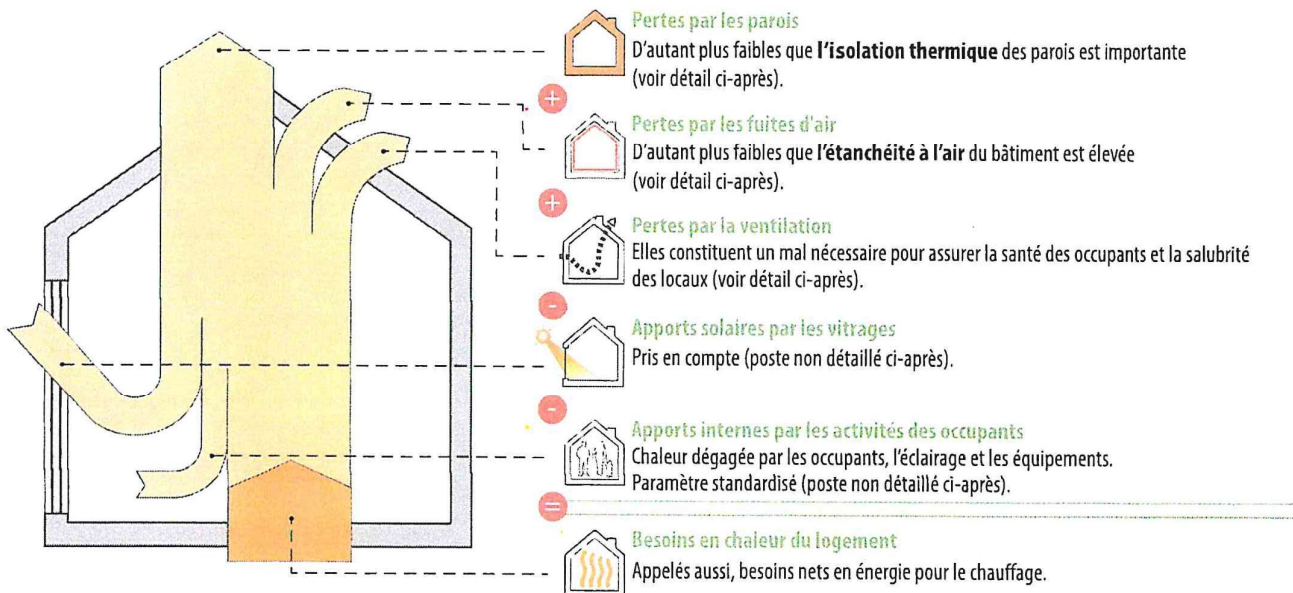 Pertes par les parois
D'autant plus faibles que l'isolation thermique des parois est importante
(voir détail ci-après).
+
Pertes par les fuites d'air
D'autant plus faibles que l'étanchéité à l'air du bâtiment est élevée
(voir détail ci-après).
+
Pertes par la ventilation
Elles constituent un mal nécessaire pour assurer la santé des occupants et la salubrité
des locaux (voir détail ci-après).
-
Apports solaires par les vitrages
Pris en compte (poste non détaillé ci-après).
-
Apports internes par les activités des occupants
Chaleur dégagée par les occupants, l'éclairage et les équipements.
Paramètre standardisé (poste non détaillé ci-après).
=
Besoins en chaleur du logement
Appelés aussi, besoins nets en énergie pour le chauffage.